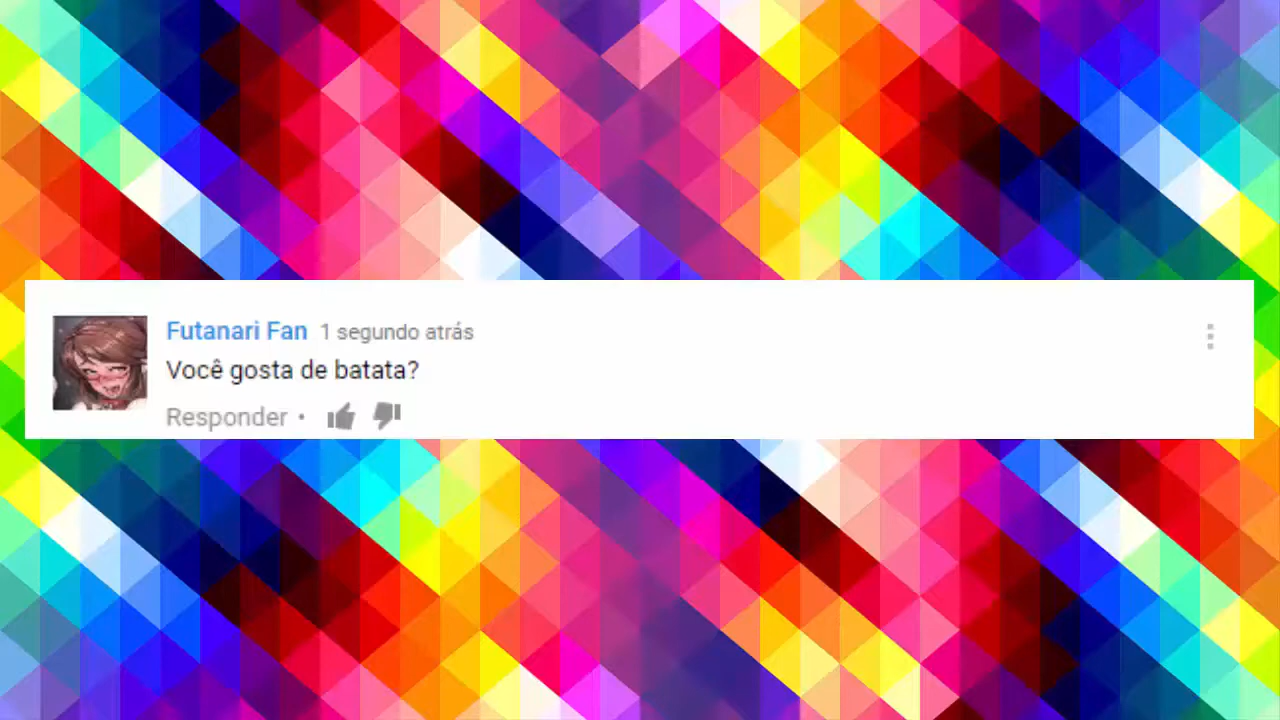 Futanari Fan 1 segundo atrás
Você gosta de batata?
Responder •